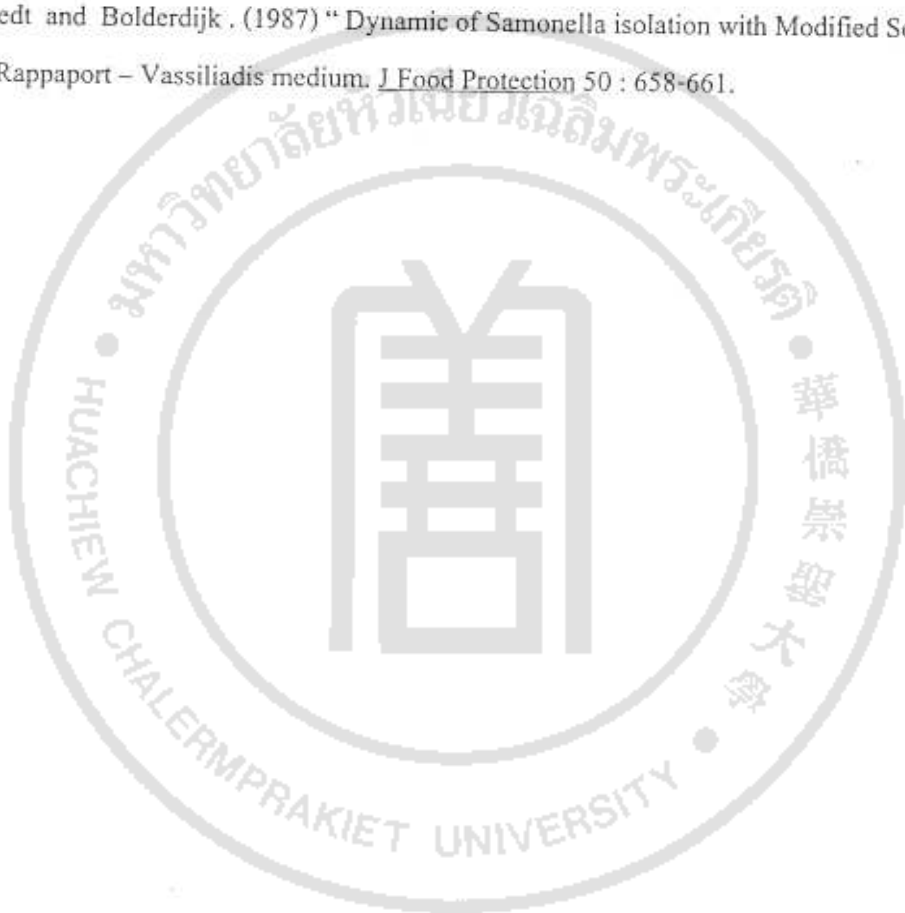 edt and Bolderdijk . (1987) “ Dynamic of Samonella isolation with Modified
Rappaport – Vassiliadis medium. J Food Protection 50 : 658-661.
มหาวิทยาลัยหัวเฉียวเฉลิมพระเกียรติ
華僑崇聖大學
HUACHIEW CHALERMPRAKIET UNIVERSITY